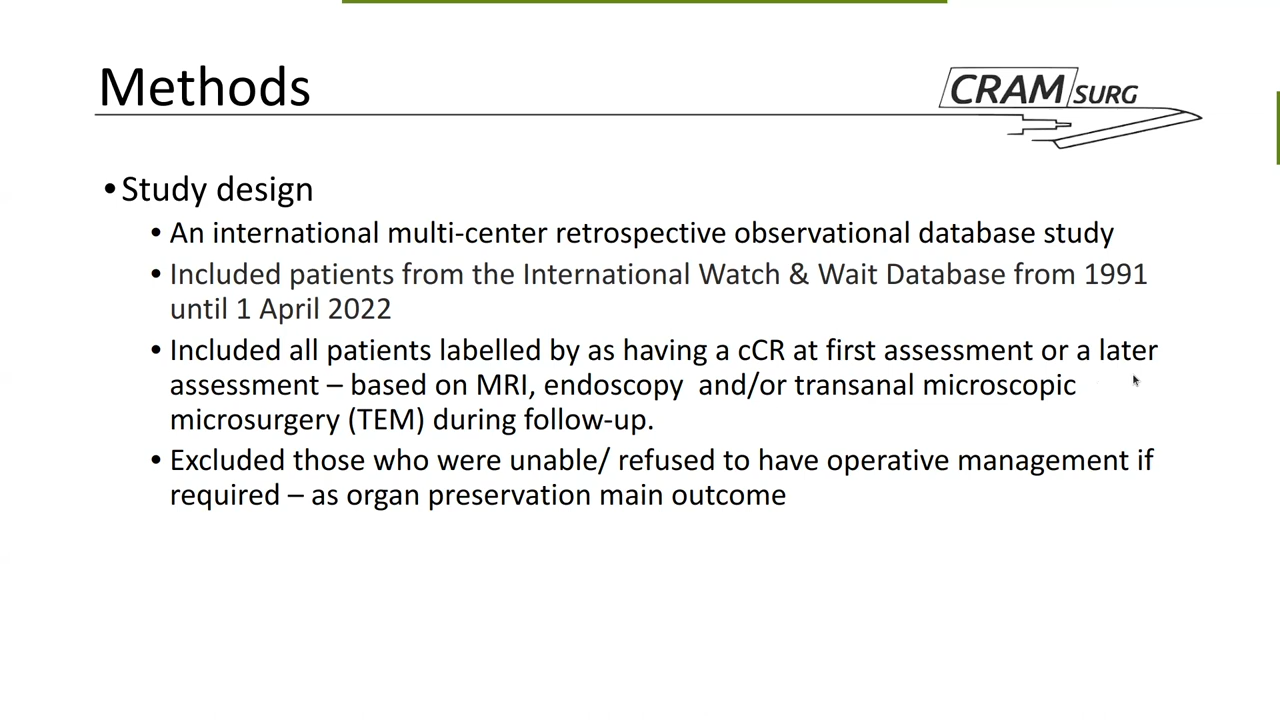 Methods
CRAM SURG
•Study design
• An international multi-center retrospective observational database study
• Included patients from the International Watch & Wait Database from 1991
until 1 April 2022
• Included all patients labelled by as having a cCR at first assessment or a later
assessment – based on MRI, endoscopy  and/or transanal microscopic
microsurgery (TEM) during follow-up.
• Excluded those who were unable/ refused to have operative management if
required – as organ preservation main outcome